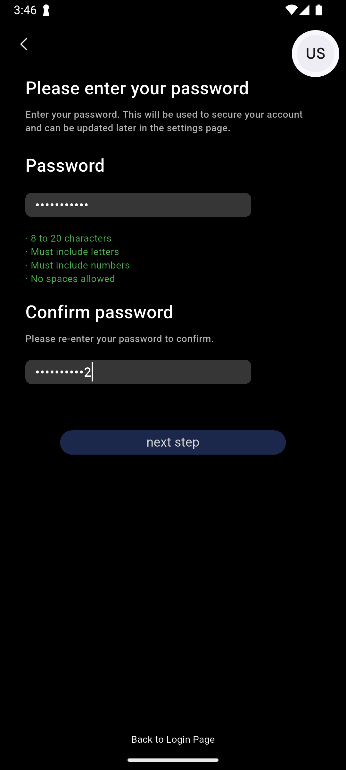 3:46
US
Please enter your password
Enter your password. This will be used to secure your account
and can be updated later in the settings page.
Password
•••••••••••
· 8 to 20 characters
· Must include letters
· Must include numbers
· No spaces allowed
Confirm password
Please re-enter your password to confirm.
••••••••••2
next step
Back to Login Page